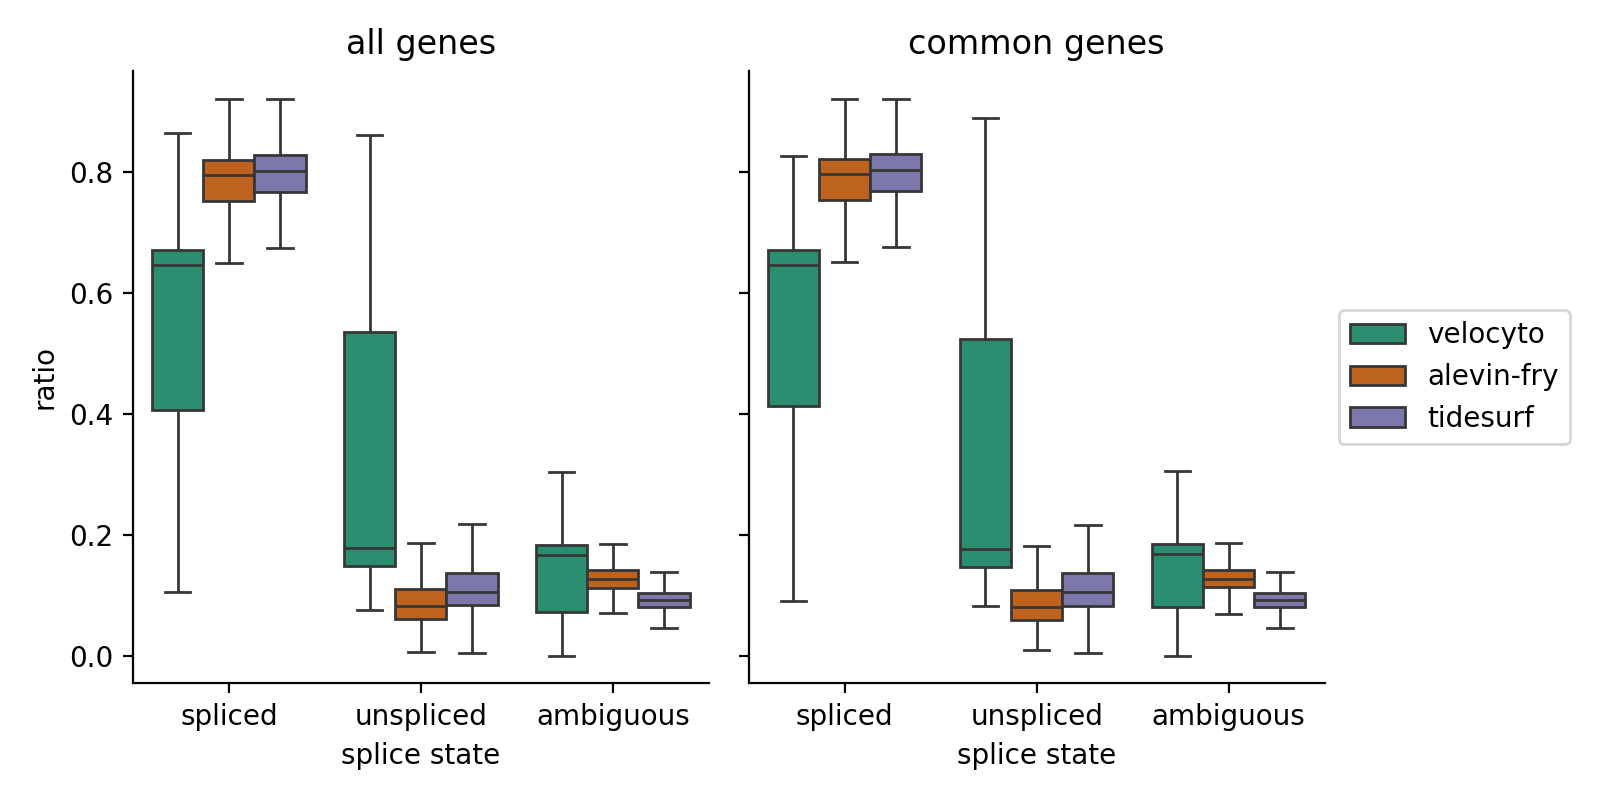 all genes
common genes
ratio
0.8
0.6
0.4
0.2
0.0
spliced
unspliced
ambiguous
splice state
spliced
unspliced
ambiguous
splice state
velocyto
alevin-fry
tidesurf